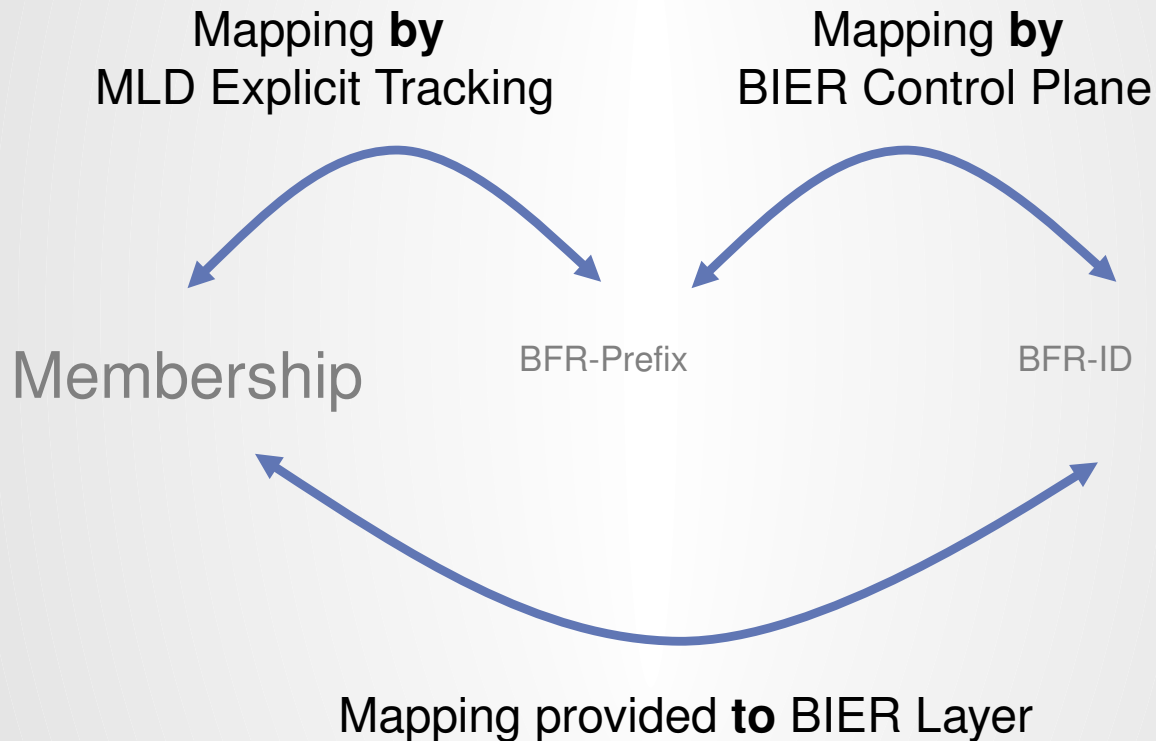 Mapping by
MLD Explicit Tracking
Mapping by
BIER Control Plane
Membership
BFR-Prefix
BFR-ID
Mapping provided to BIER Layer